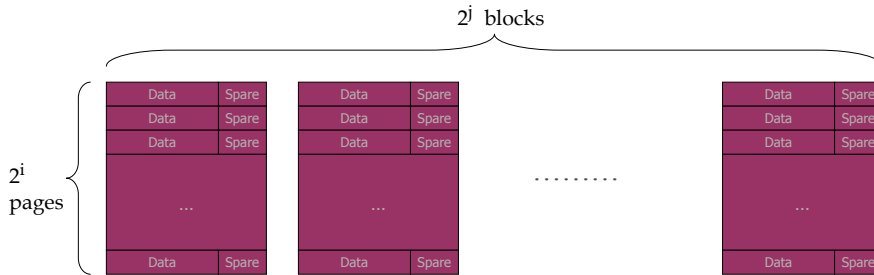 2^j blocks
Data Spare Data Spare Data Spare
Data Spare Data Spare Data Spare
Data Spare Data Spare Data Spare
2^i
pages
... ... ...
.........
Data Spare Data Spare Data Spare